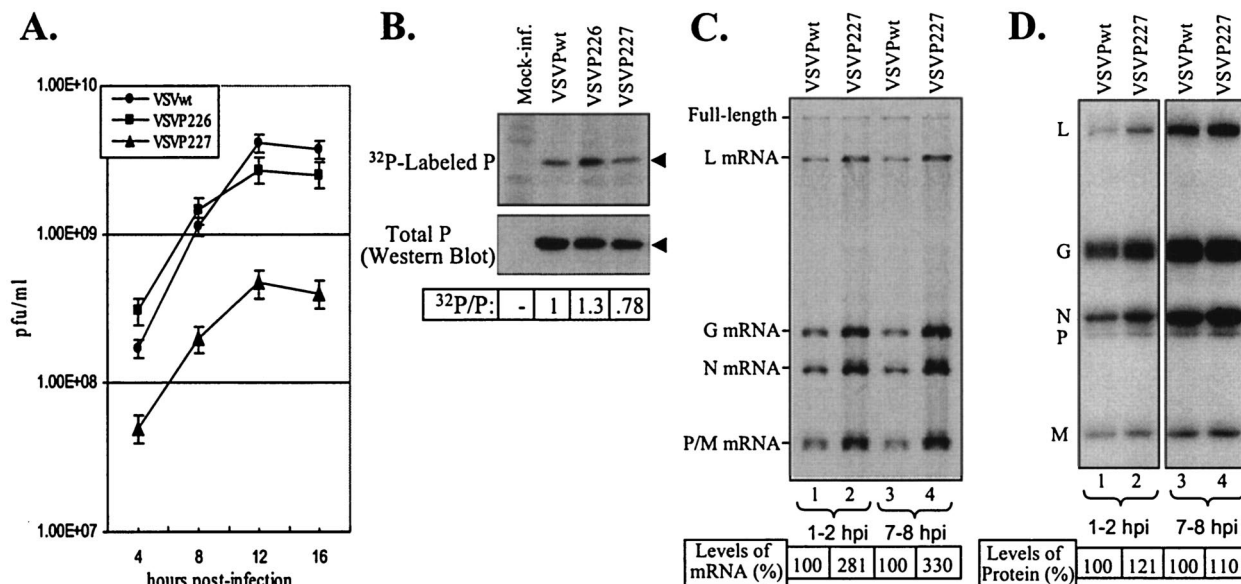 A.
1.00E+10
1.00E+09
1.00E+08
1.00E+07
pfu/ml
VSVwt
VSVP226
VSVP227
4 8 12 16
hours post-infection
B.
Mock-inf.
VSVPwt
VSVP226
VSVP227
³²P-Labeled P
Total P
(Western Blot)
³²P/P: - 1 1.3 .78
C.
VSVPwt
VSVP227
VSVPwt
VSVP227
Full-length
L mRNA
G mRNA
N mRNA
P/M mRNA
1 2 3 4
1-2 hpi 7-8 hpi
Levels of
mRNA (%)
100 281 100 330
D.
VSVPwt
VSVP227
VSVPwt
VSVP227
L
G
N
P
M
1 2 3 4
1-2 hpi 7-8 hpi
Levels of
Protein (%)
100 121 100 110